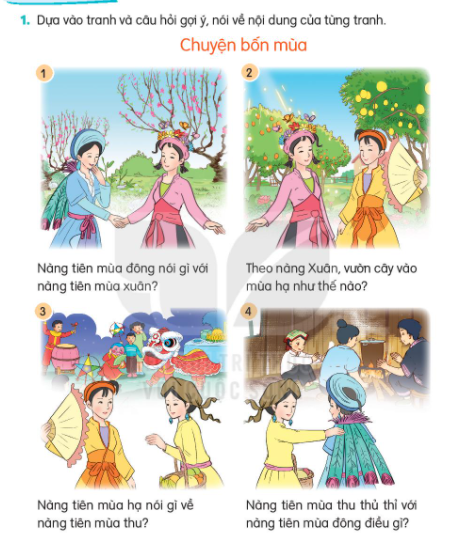 1. Dựa vào tranh và câu hỏi gợi ý, nói về nội dung của từng tranh.
Chuyện bốn mùa
1
2
Nàng tiên mùa đông nói gì với
nàng tiên mùa xuân?
Theo nàng Xuân, vườn cây vào
mùa hạ như thế nào?
3
4
Nàng tiên mùa hạ nói gì về
nàng tiên mùa thu?
Nàng tiên mùa thu thủ thỉ với
nàng tiên mùa đông điều gì?